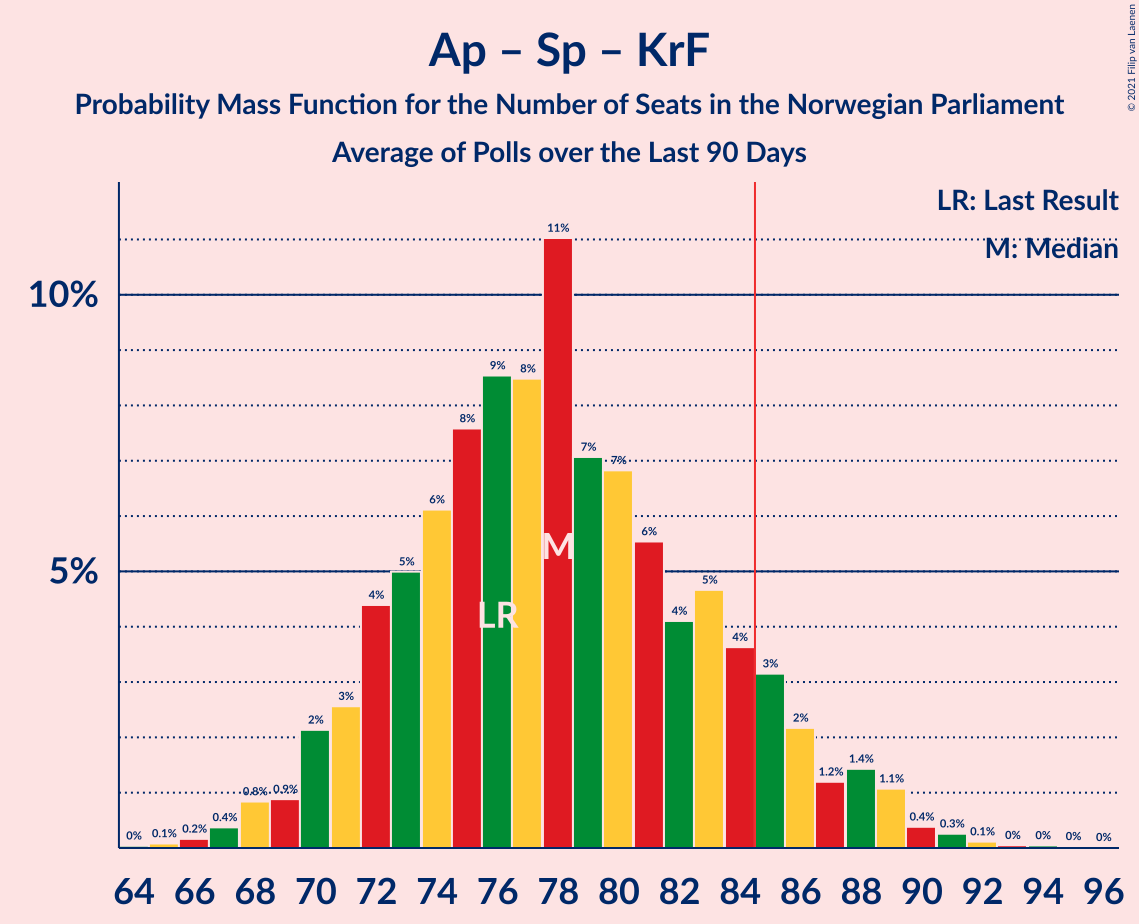 Ap – Sp – KrF
Probability Mass Function for the Number of Seats in the Norwegian Parliament
Average of Polls over the Last 90 Days
© 2021 Filip van Laenen
LR: Last Result
M: Median
10%
5%
0% 0.1% 0.2% 0.4% 0.8% 0.9% 2% 3% 4% 5% 6% 8% 9% 8% 11% 7% 7% 6% 4% 5% 4% 3% 2% 1.2% 1.4% 1.1% 0.4% 0.3% 0.1% 0% 0% 0% 0%
M
LR
64 66 68 70 72 74 76 78 80 82 84 86 88 90 92 94 96